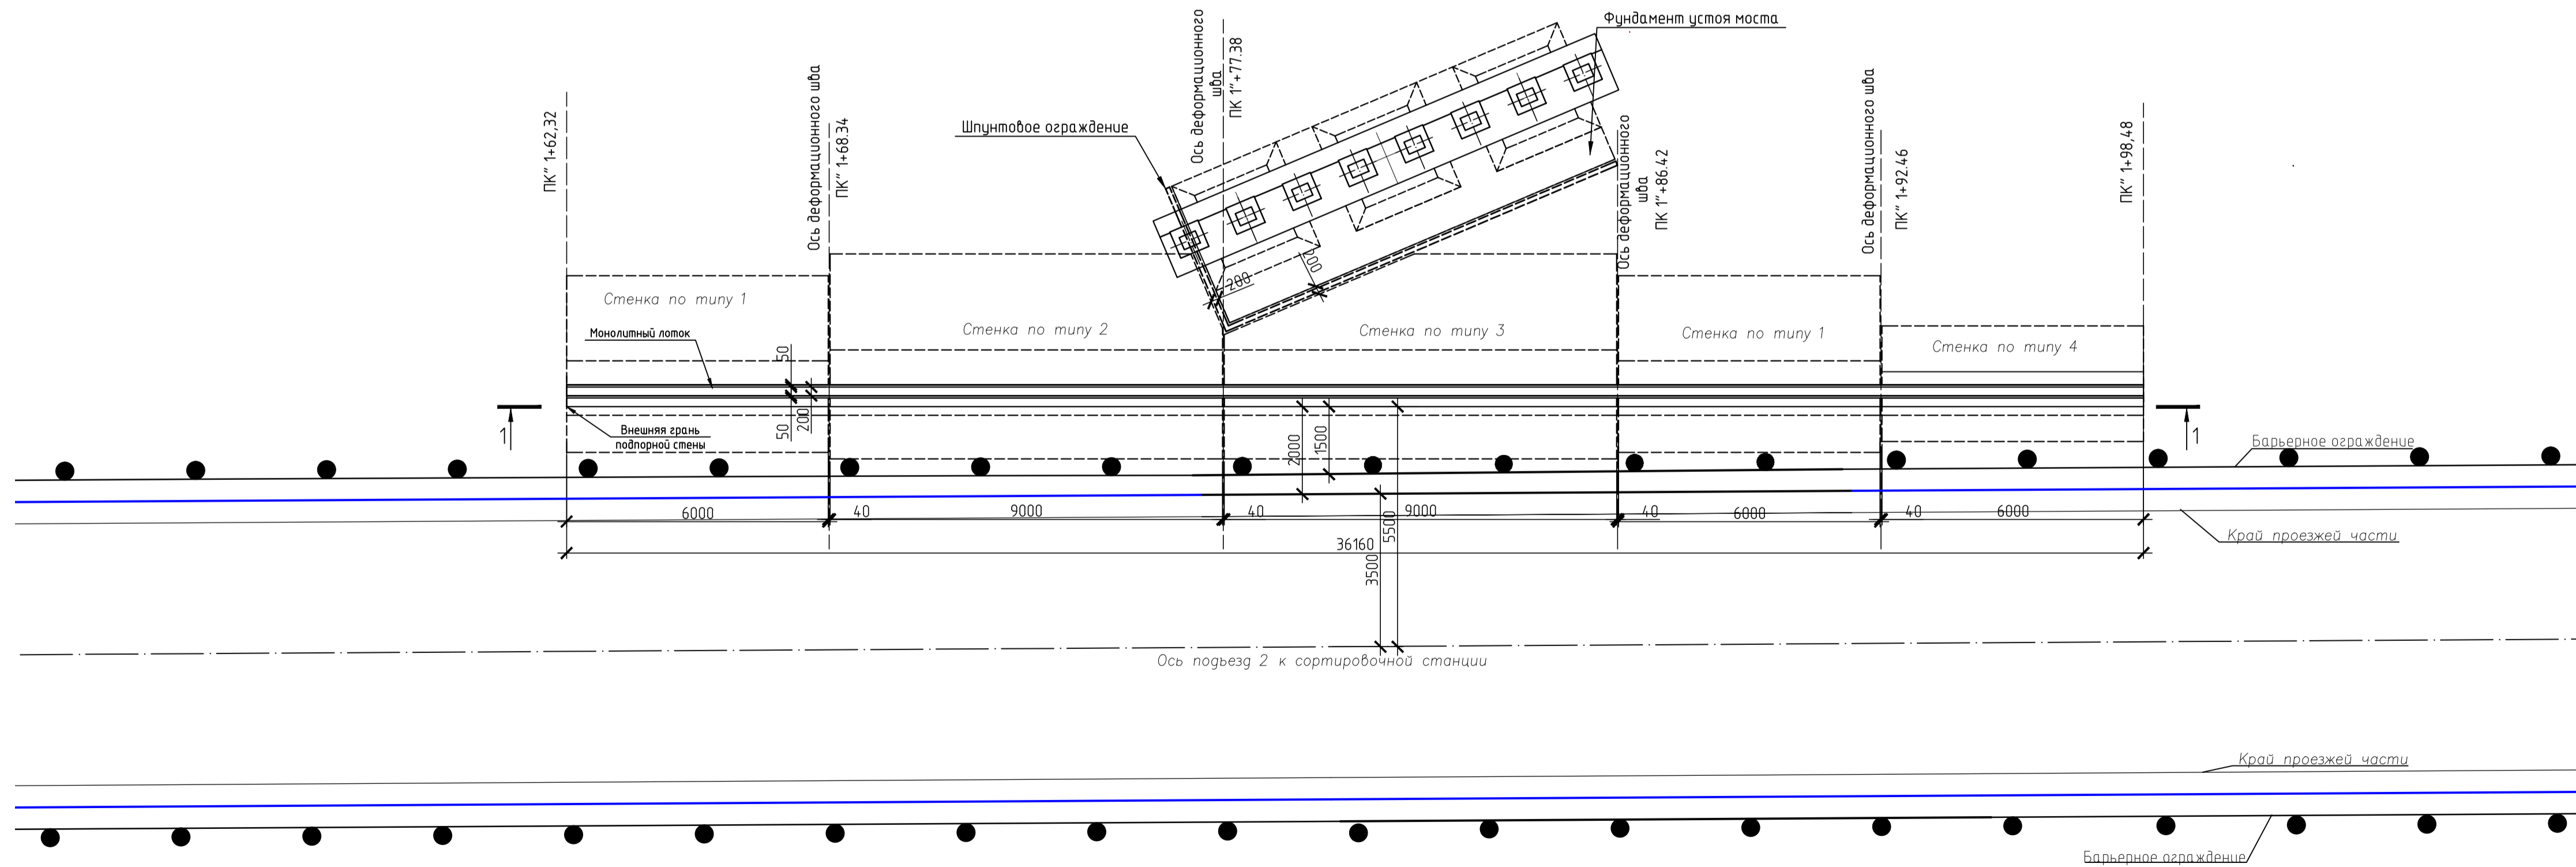 Фундамент устоя моста
Ось деформационного
шва
ПК 1"+77.38
Шпунтовое ограждение
ПК" 1+62,32
Ось деформационного шва
ПК" 1+68.34
Ось деформационного
шва
ПК 1"+86.42
Ось деформационного шва
ПК" 1+92.46
ПК" 1+98,48
200
200
Стенка по типу 1
Монолитный лоток
Стенка по типу 2
Стенка по типу 3
Стенка по типу 1
Стенка по типу 4
50
50
200
1
Внешняя грань
подпорной стены
2000
1500
1
Барьерное ограждение
6000
40
9000
40
9000
40
6000
40
6000
5500
36160
3500
Край проезжей части
Ось подъезд 2 к сортировочной станции
Край проезжей части
Барьерное ограждение